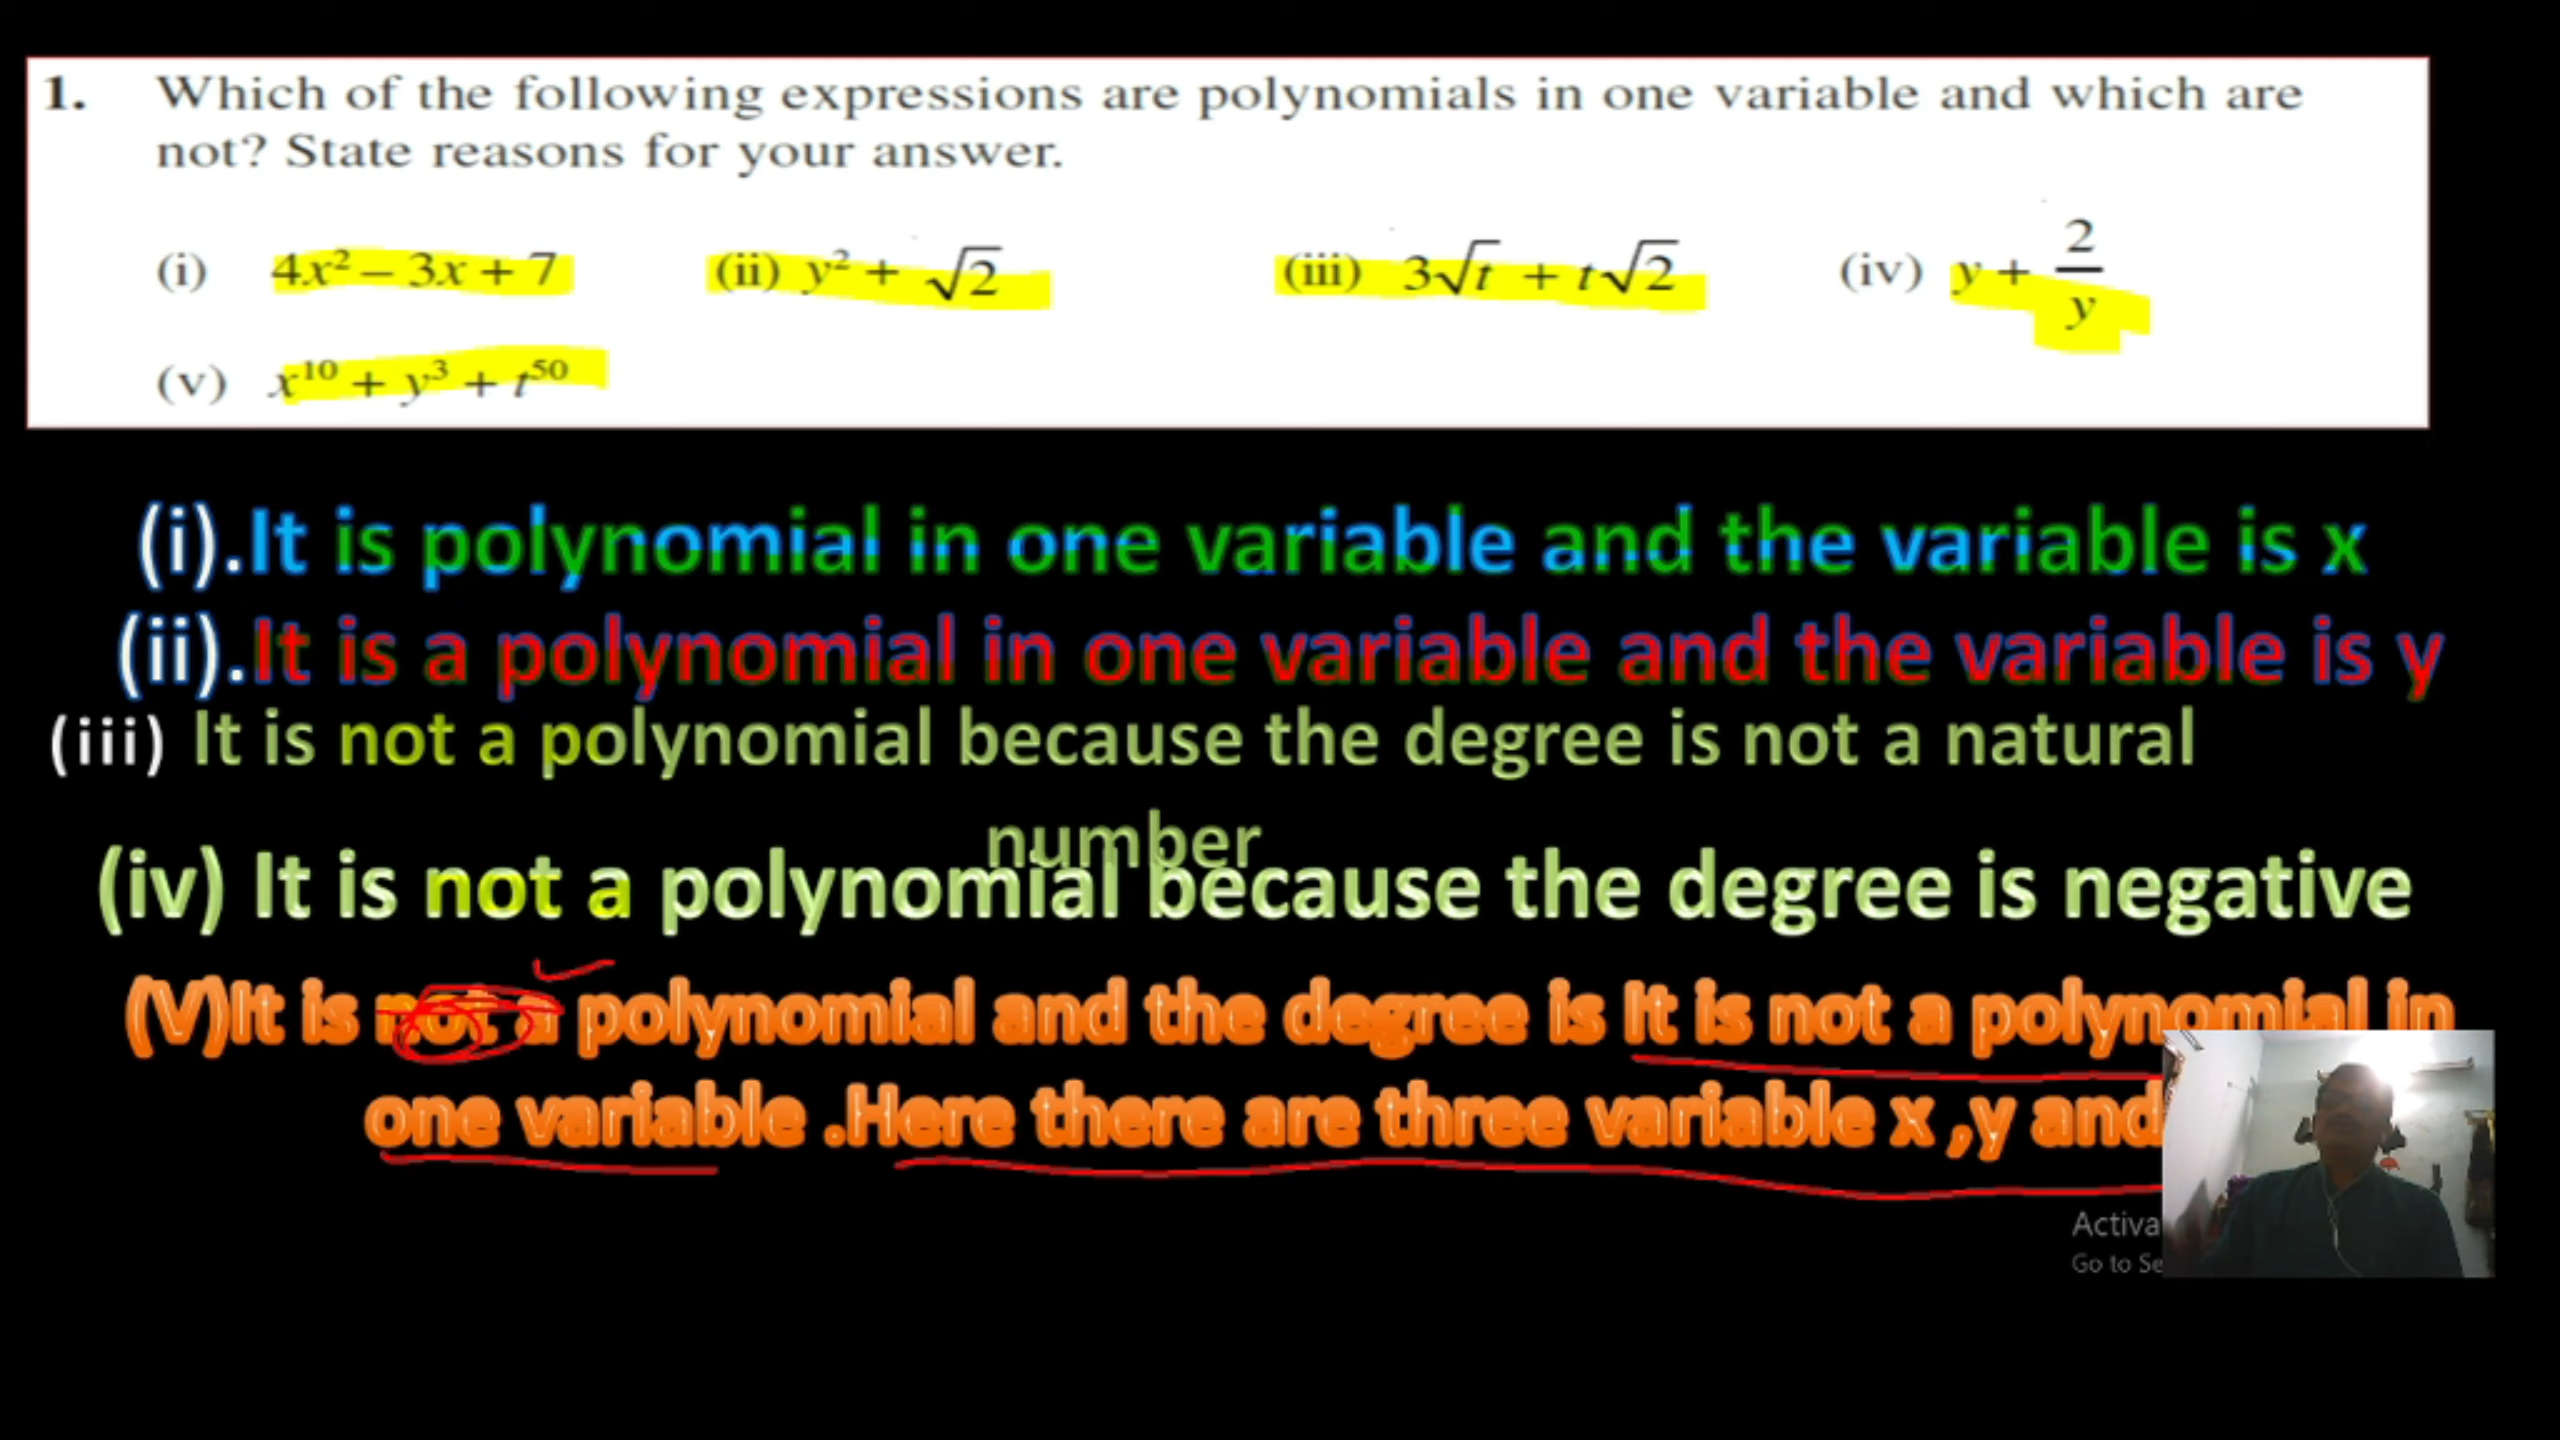 1. Which of the following expressions are polynomials in one variable and which are
not? State reasons for your answer.
(i) 4x² – 3x + 7 (ii) y² + √2 (iii) 3√t + t√2 (iv) y + 2/y
(v) x¹⁰ + y³ + t⁵⁰
(i).It is polynomial in one variable and the variable is x
(ii).It is a polynomial in one variable and the variable is y
(iii) It is not a polynomial because the degree is not a natural
number
(iv) It is not a polynomial because the degree is negative
(V)It is not a polynomial and the degree is It is not a polynomial in
one variable .Here there are three variable x ,y and
Activa
Go to Se